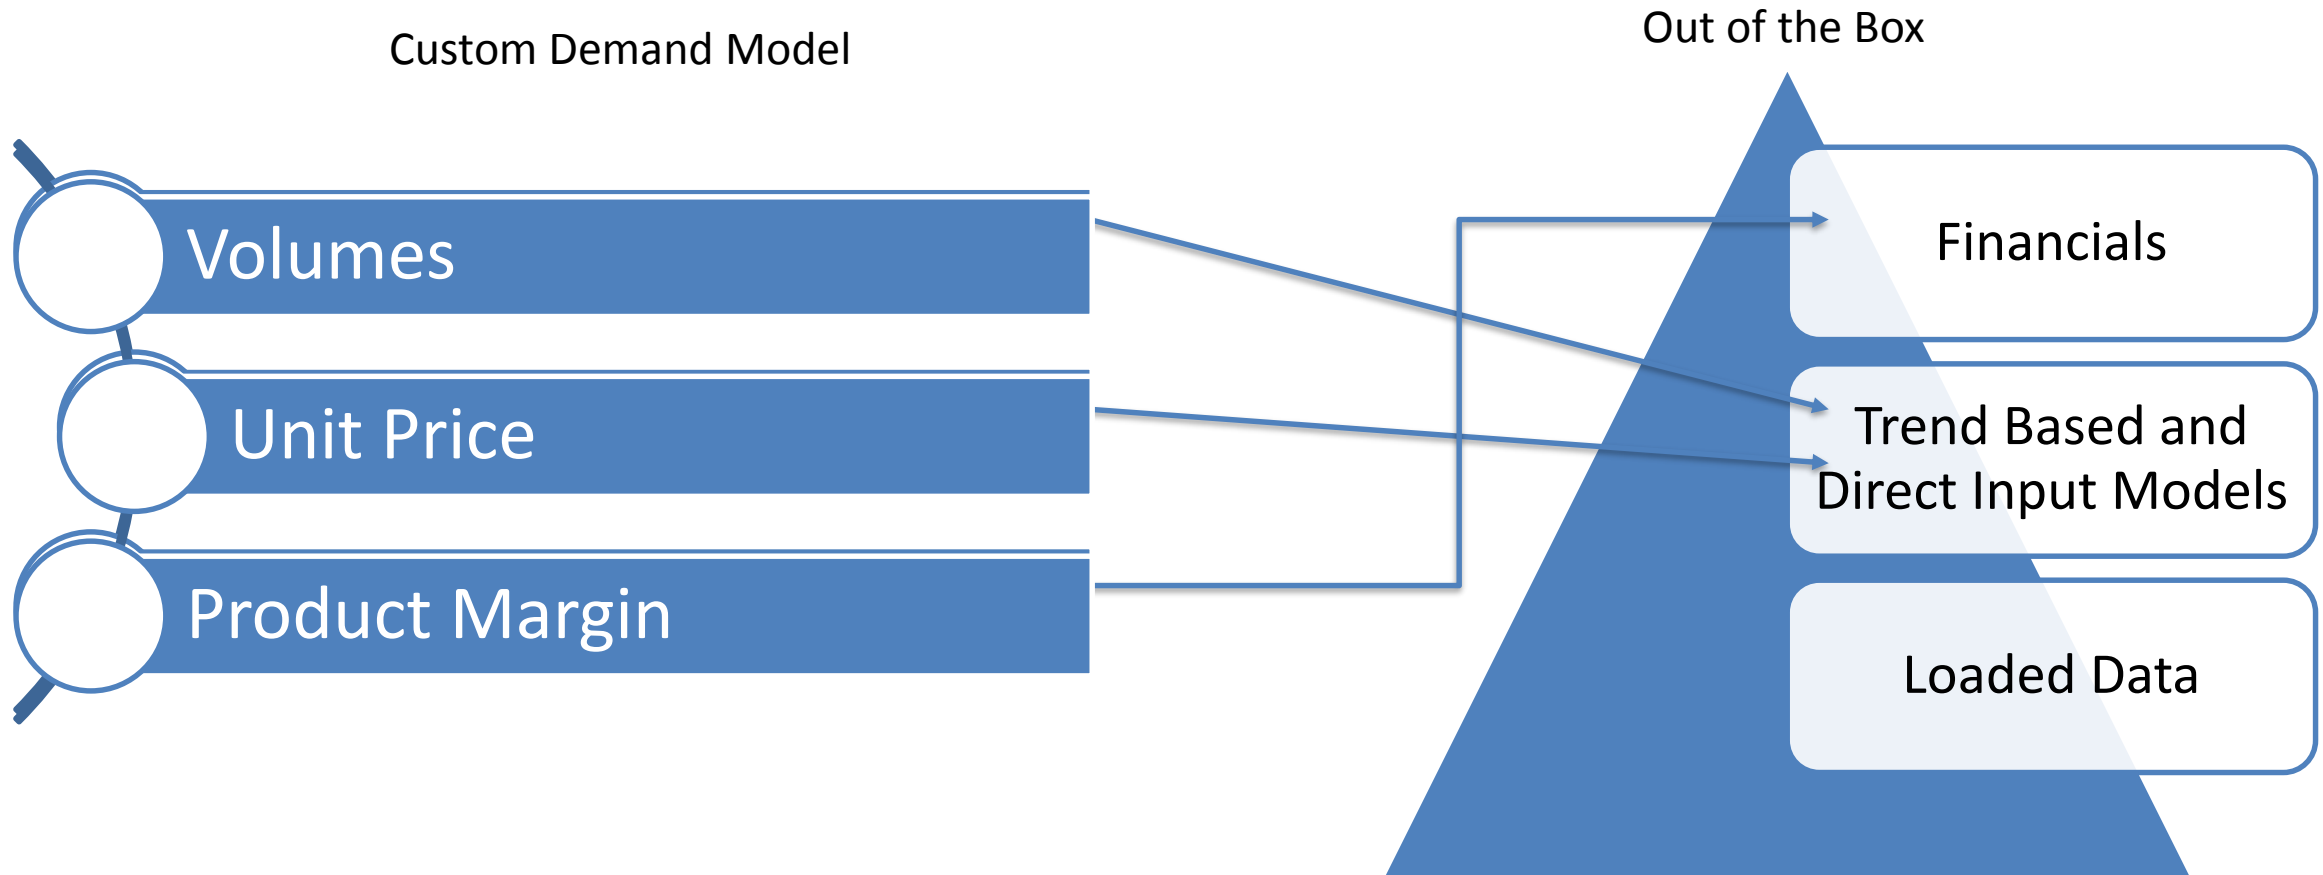 Custom Demand Model
Volumes
Unit Price
Product Margin
Out of the Box
Financials
Trend Based and
Direct Input Models
Loaded Data